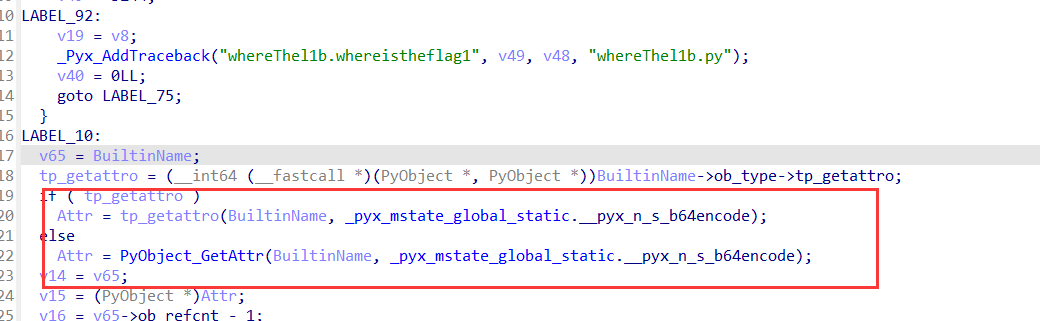 10 LABEL_92:
11 v19 = v8;
12 _Pyx_AddTraceback("whereThel1b.whereistheflag1", v49, v48, "whereThel1b.py");
13 v40 = 0LL;
14 goto LABEL_75;
15 }
16 LABEL_10:
17 v65 = BuiltinName;
18 tp_getattro = (__int64 (__fastcall *)(PyObject *, PyObject *))BuiltinName->ob_type->tp_getattro;
19 if ( tp_getattro )
20 Attr = tp_getattro(BuiltinName, _pyx_mstate_global_static.__pyx_n_s_b64encode);
21 else
22 Attr = PyObject_GetAttr(BuiltinName, _pyx_mstate_global_static.__pyx_n_s_b64encode);
23 v14 = v65;
24 v15 = (PyObject *)Attr;
25 v16 = v65->ob_refcnt - 1;